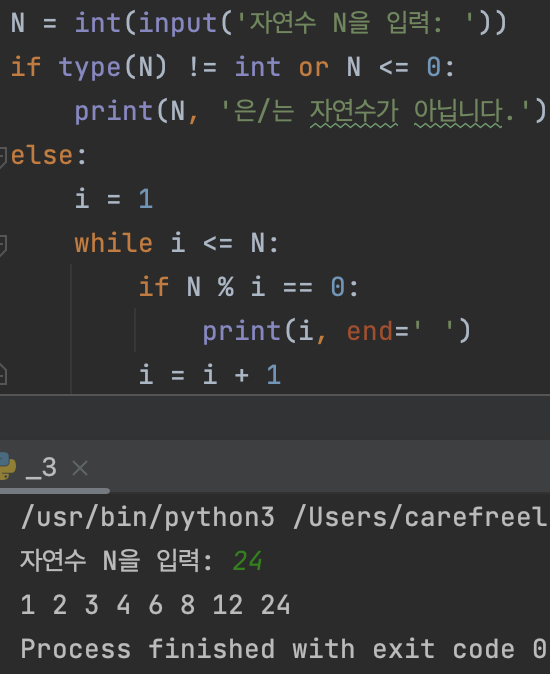 N = int(input('자연수 N을 입력: '))
if type(N) != int or N <= 0:
    print(N, '은/는 자연수가 아닙니다.')
else:
    i = 1
    while i <= N:
        if N % i == 0:
            print(i, end=' ')
        i = i + 1
_3 ×
/usr/bin/python3 /Users/carefreel
자연수 N을 입력: 24
1 2 3 4 6 8 12 24
Process finished with exit code 0